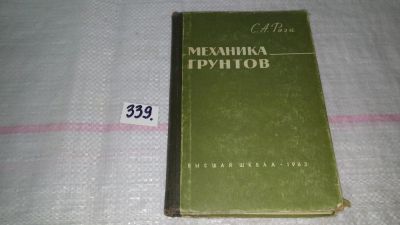 С.А.Роза
МЕХАНИКА
ГРУНТОВ
339.
ВЫСШАЯ ШКОЛА · 1962